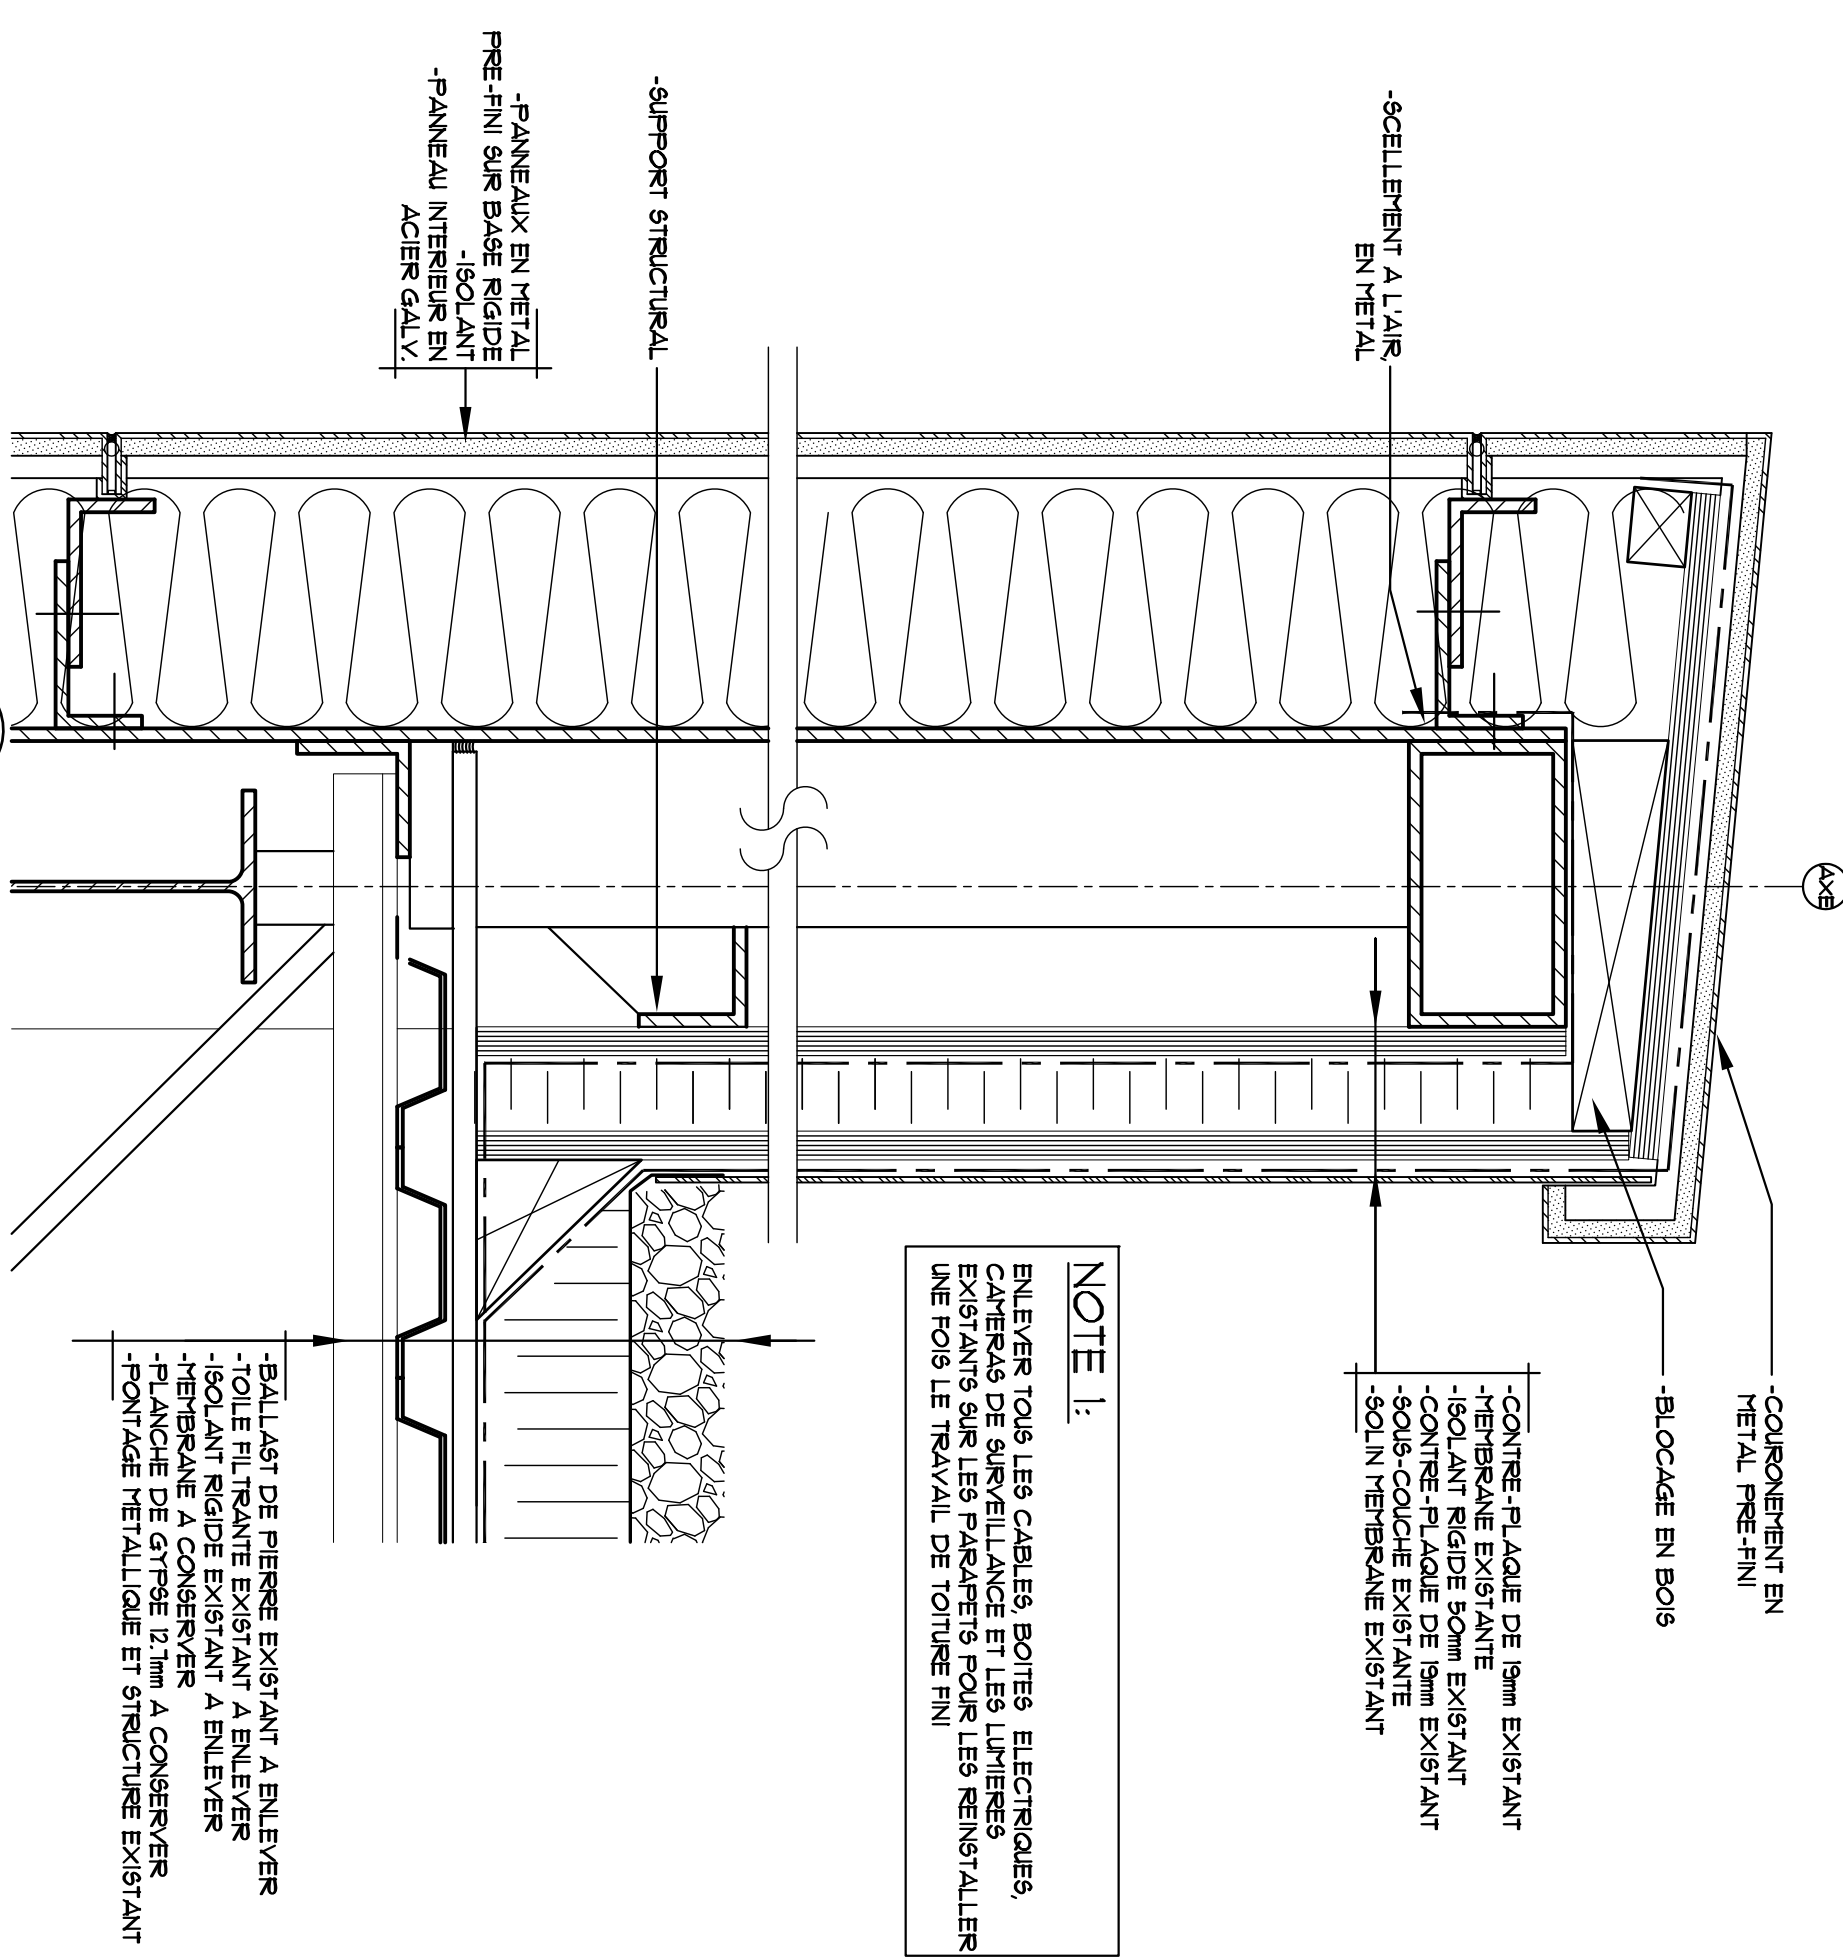 AXE
-COURONEMENT EN
METAL PRE-FINI
-BLOCAGE EN BOIS
-CONTRE-PLAQUE DE 19mm EXISTANT
-MEMBRANE EXISTANTE
-ISOLANT RIGIDE 50mm EXISTANT
-CONTRE-PLAQUE DE 19mm EXISTANT
-SOUS-COUCHE EXISTANTE
-SOLIN MEMBRANE EXISTANT
-SCELLEMENT A L'AIR,
EN METAL
NOTE 1:
ENLEVER TOUS LES CABLES, BOITES ELECTRIQUES,
CAMERAS DE SURVEILLANCE ET LES LUMIERES
EXISTANTS SUR LES PARAPETS POUR LES REINSTALLER
UNE FOIS LE TRAVAIL DE TOITURE FINI
-SUPPORT STRUCTURAL
-PANNEAUX EN METAL
PRE-FINI SUR BASE RIGIDE
-ISOLANT
-PANNEAU INTERIEUR EN
ACIER GALV.
-BALLAST DE PIERRE EXISTANT A ENLEVER
-TOILE FILTRANTE EXISTANT A ENLEVER
-ISOLANT RIGIDE EXISTANT A ENLEVER
-MEMBRANE A CONSERVER
-PLANCHE DE GYPSE 12.7mm A CONSERVER
-PONTAGE METALLIQUE ET STRUCTURE EXISTANT